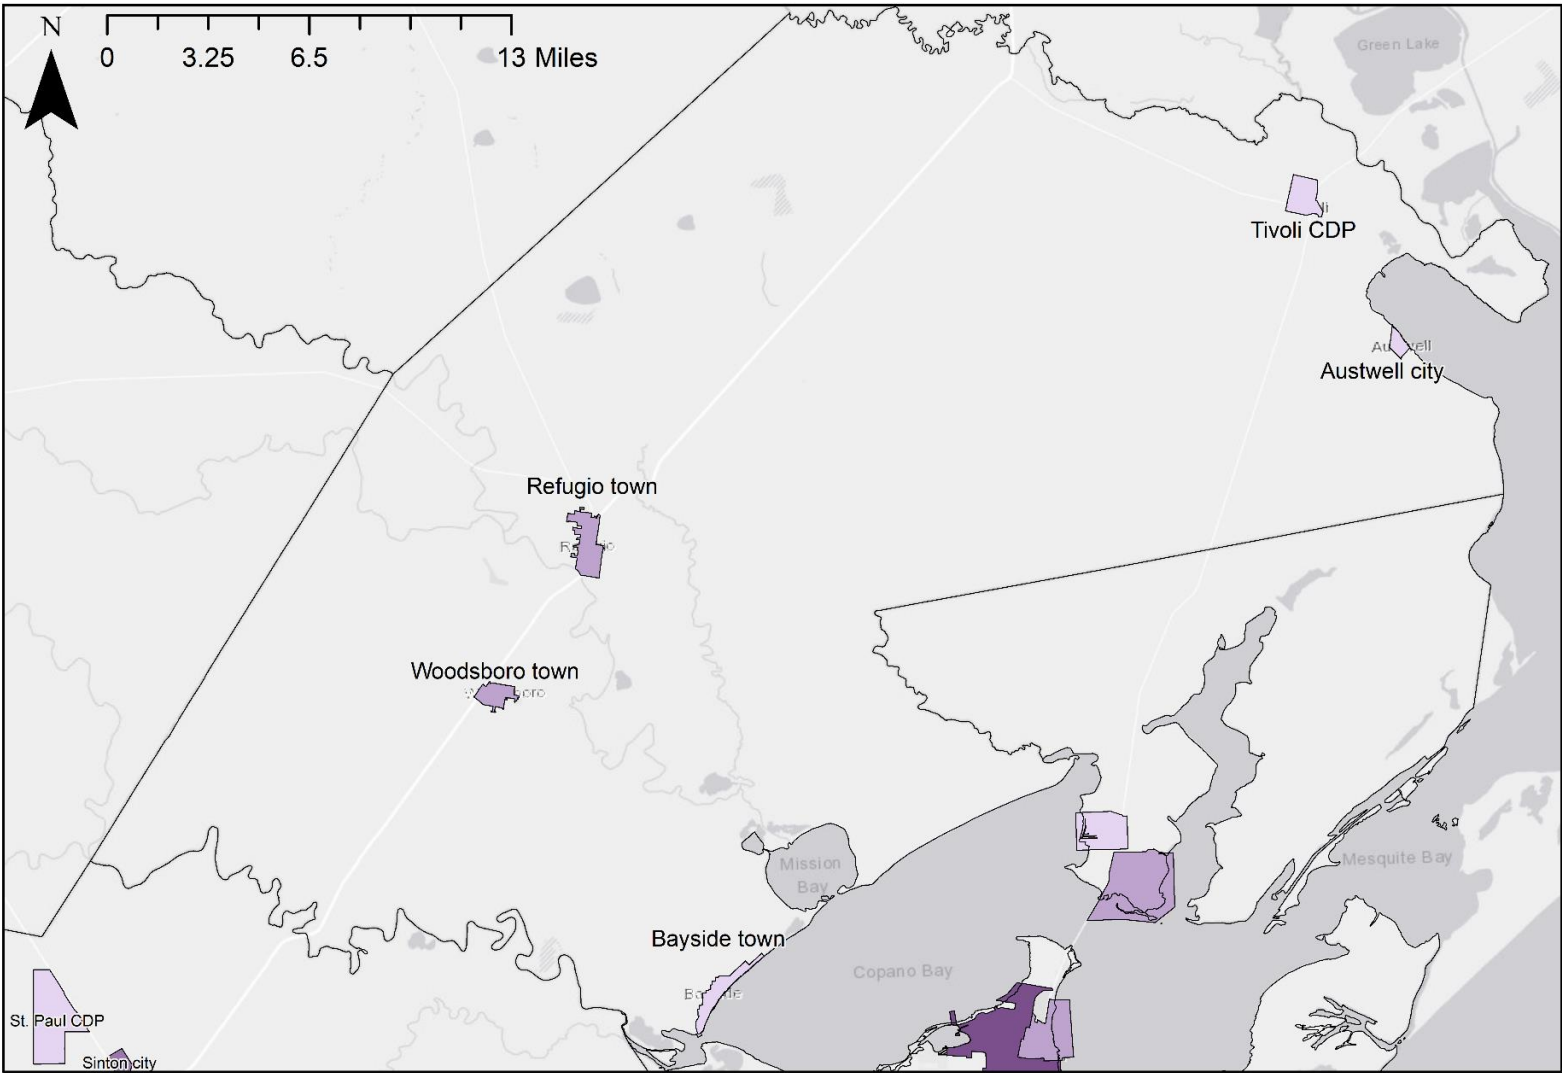 N
0 3.25 6.5 13 Miles
Green Lake
Tivoli CDP
Austwell city
Refugio town
Woodsboro town
Mission
Bay
Mesquite Bay
Bayside town
Copano Bay
St. Paul CDP
Sinton city